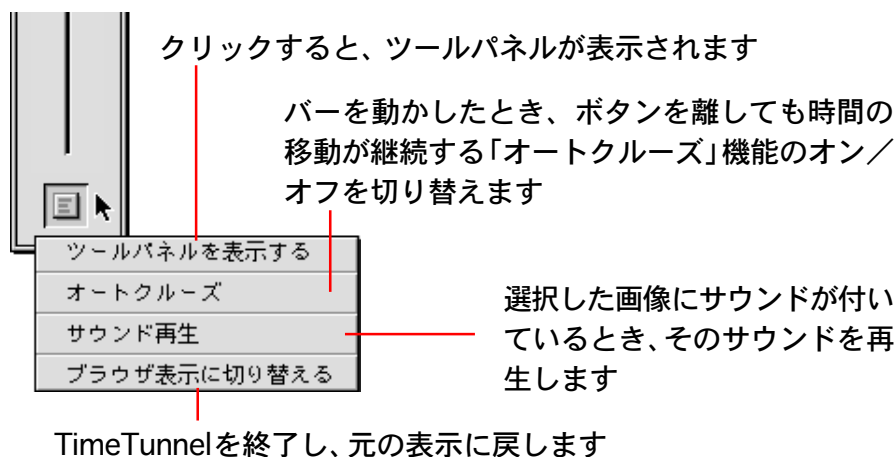 クリックすると、ツールパネルが表示されます
バーを動かしたとき、ボタンを離しても時間の
移動が継続する「オートクルーズ」機能のオン／
オフを切り替えます
ツールパネルを表示する
オートクルーズ
サウンド再生
ブラウザ表示に切り替える
選択した画像にサウンドが付い
ているとき、そのサウンドを再
生します
TimeTunnelを終了し、元の表示に戻します